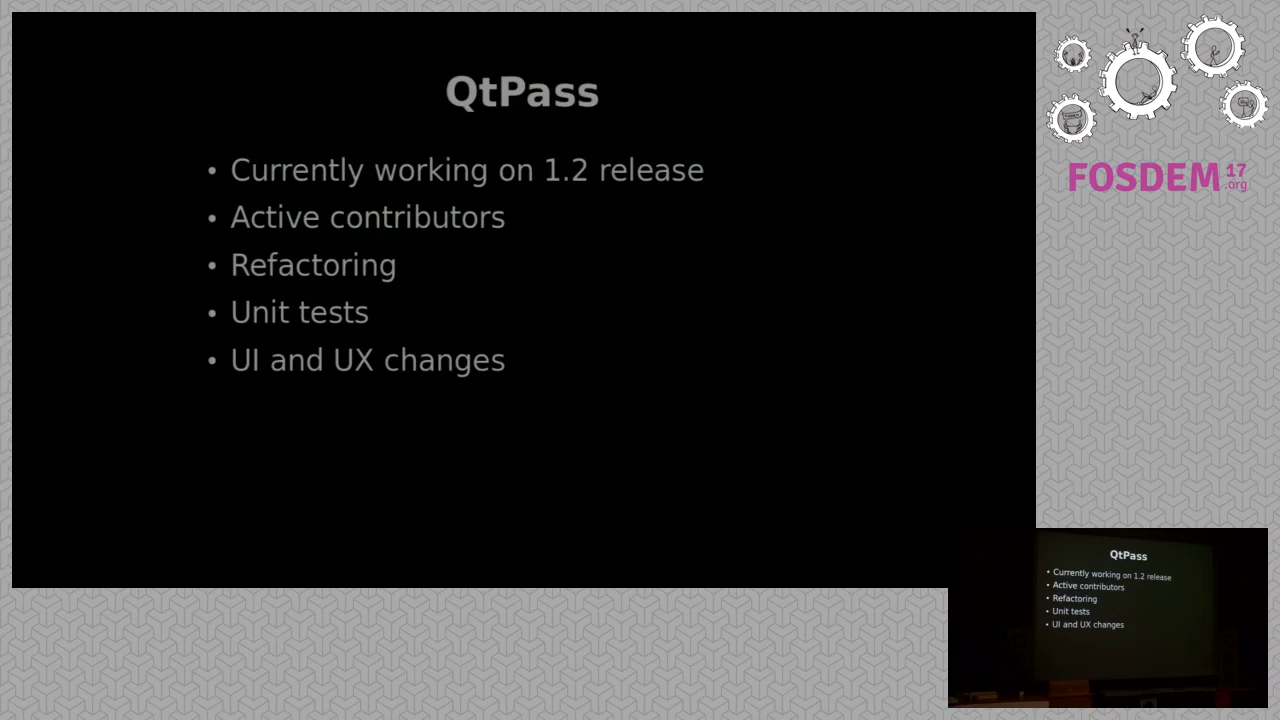 QtPass
• Currently working on 1.2 release
• Active contributors
• Refactoring
• Unit tests
• UI and UX changes
FOSDEM 17 .org
QtPass
• Currently working on 1.2 release
• Active contributors
• Refactoring
• Unit tests
• UI and UX changes